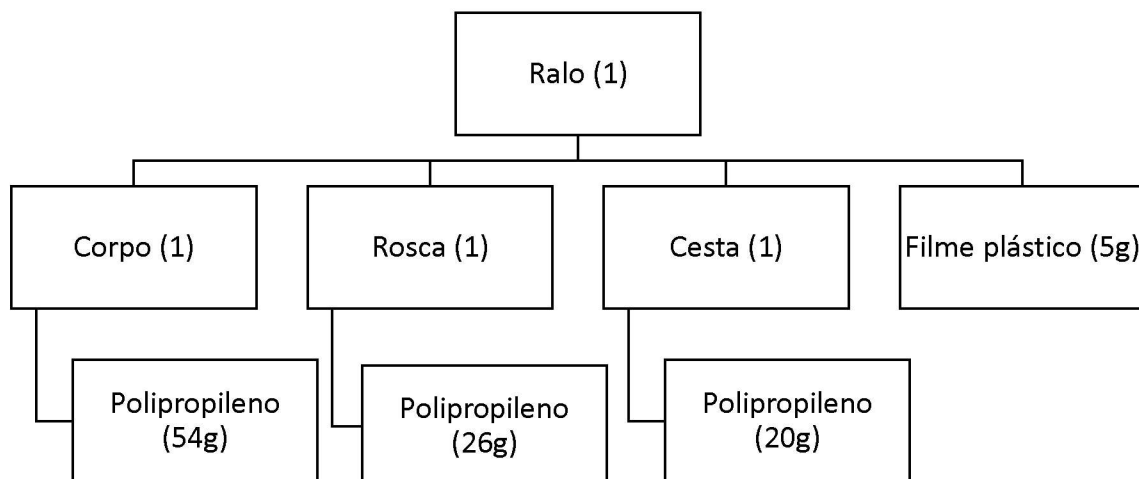 Ralo (1)
Corpo (1)
Rosca (1)
Cesta (1)
Filme plástico (5g)
Polipropileno
(54g)
Polipropileno
(26g)
Polipropileno
(20g)